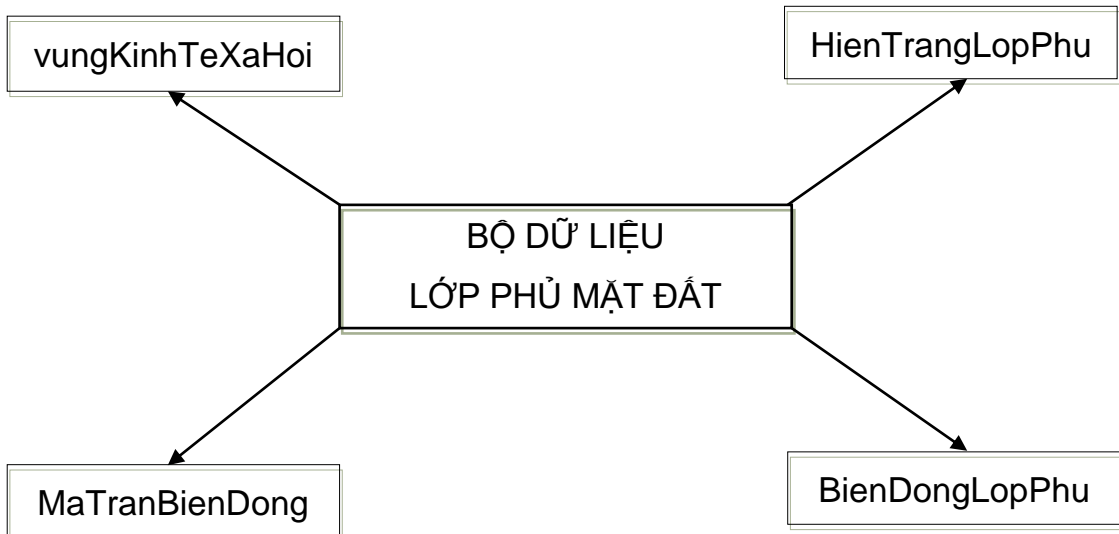 vungKinhTeXaHoi
HienTrangLopPhu
BỘ DỮ LIỆU
LỚP PHỦ MẶT ĐẤT
MaTranBienDong
BienDongLopPhu